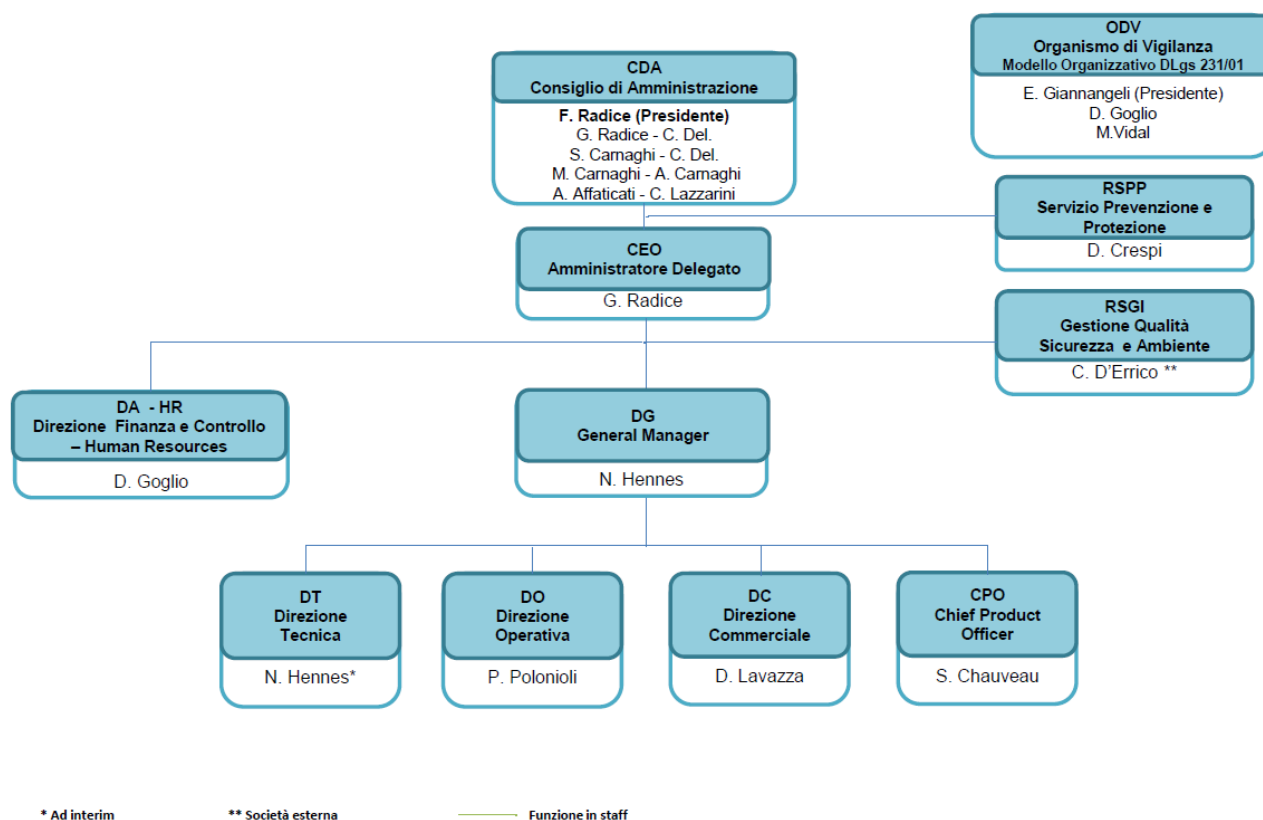 CDA
Consiglio di Amministrazione
F. Radice (Presidente)
G. Radice - C. Del.
S. Carnaghi - C. Del.
M. Carnaghi - A. Carnaghi
A. Affaticati - C. Lazzarini
ODV
Organismo di Vigilanza
Modello Organizzativo DLgs 231/01
E. Giannangeli (Presidente)
D. Goglio
M.Vidal
RSPP
Servizio Prevenzione e
Protezione
D. Crespi
CEO
Amministratore Delegato
G. Radice
RSGI
Gestione Qualità
Sicurezza e Ambiente
C. D'Errico **
DA - HR
Direzione Finanza e Controllo
– Human Resources
D. Goglio
DG
General Manager
N. Hennes
DT
Direzione
Tecnica
N. Hennes*
DO
Direzione
Operativa
P. Polonioli
DC
Direzione
Commerciale
D. Lavazza
CPO
Chief Product
Officer
S. Chauveau
* Ad interim
** Società esterna
Funzione in staff